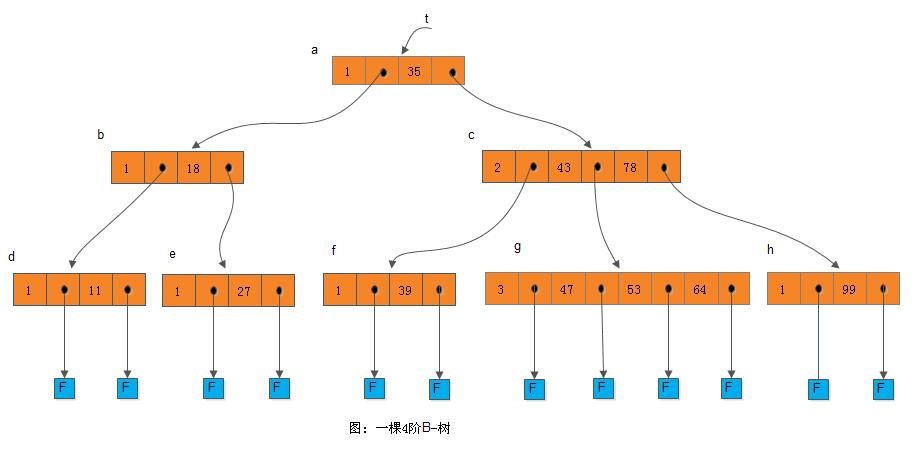 t
a
1 35
b
c
1 18
2 43 78
d
e
f
g
h
1 11
1 27
1 39
3 47 53 64
1 99
F F F F F F F F F F F F
图：一棵4阶B-树